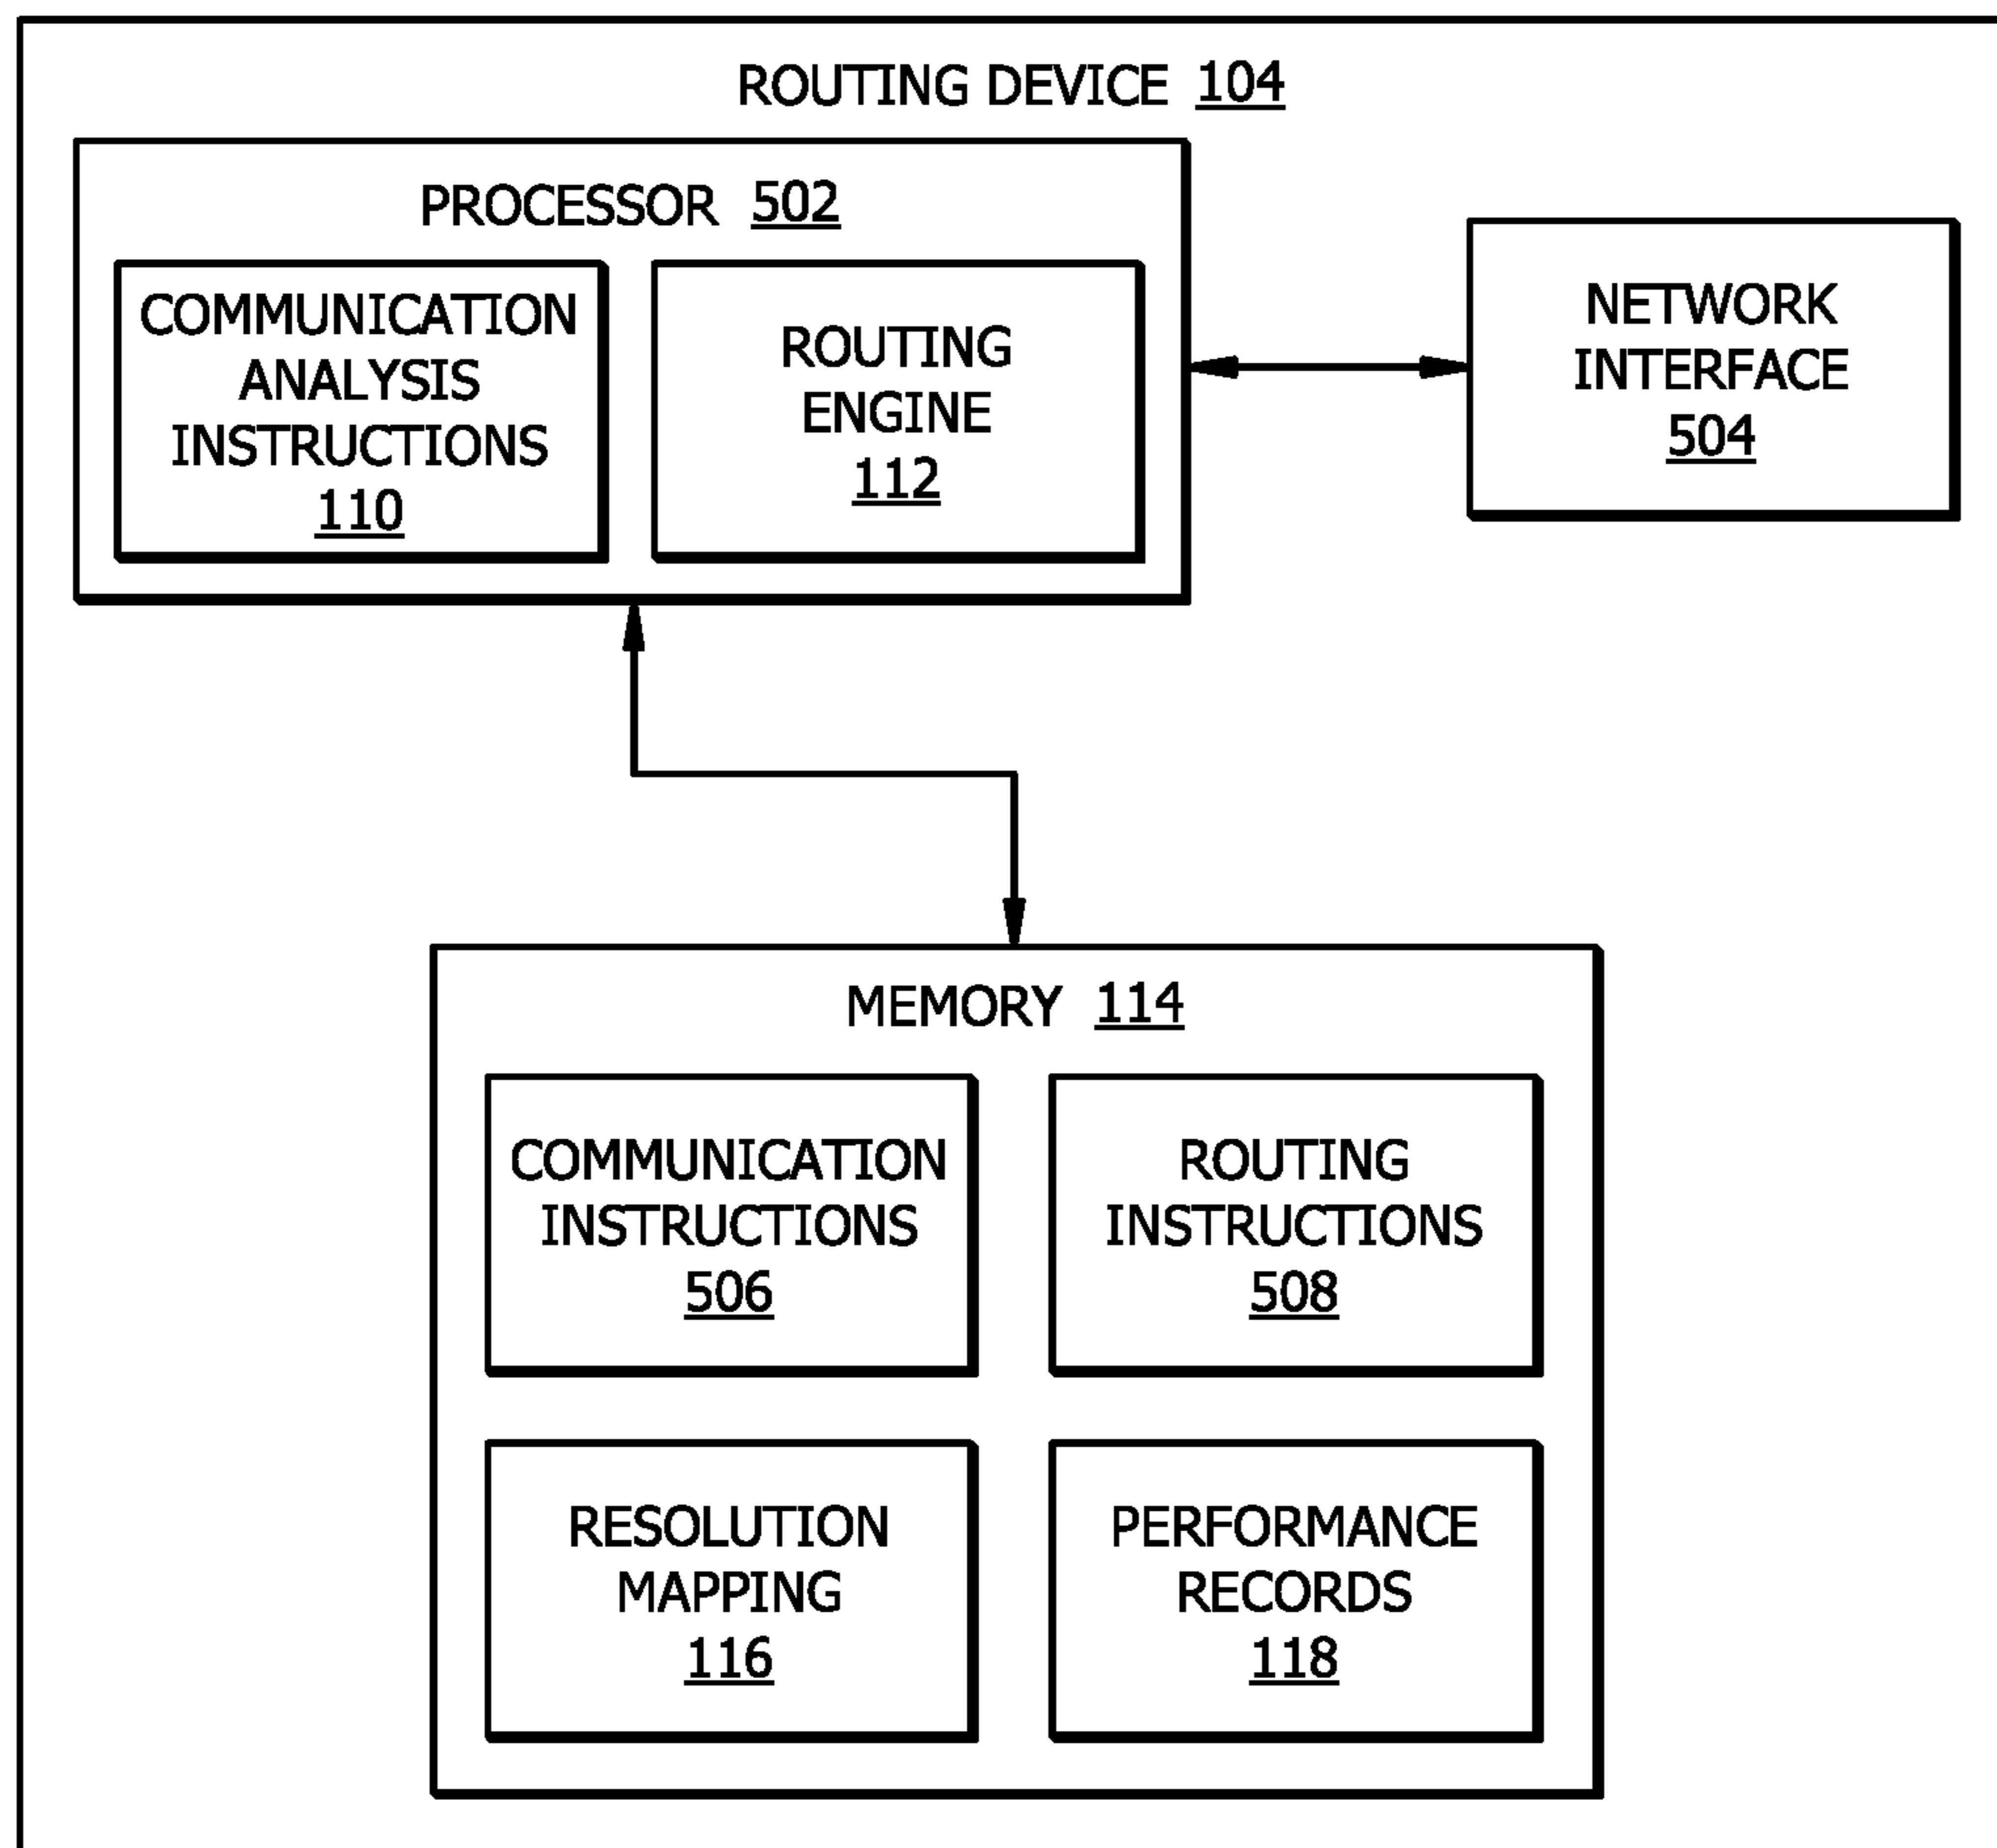 ROUTING DEVICE 104
PROCESSOR 502
COMMUNICATION
ANALYSIS
INSTRUCTIONS
110
ROUTING
ENGINE
112
NETWORK
INTERFACE
504
MEMORY 114
COMMUNICATION
INSTRUCTIONS
506
ROUTING
INSTRUCTIONS
508
RESOLUTION
MAPPING
116
PERFORMANCE
RECORDS
118